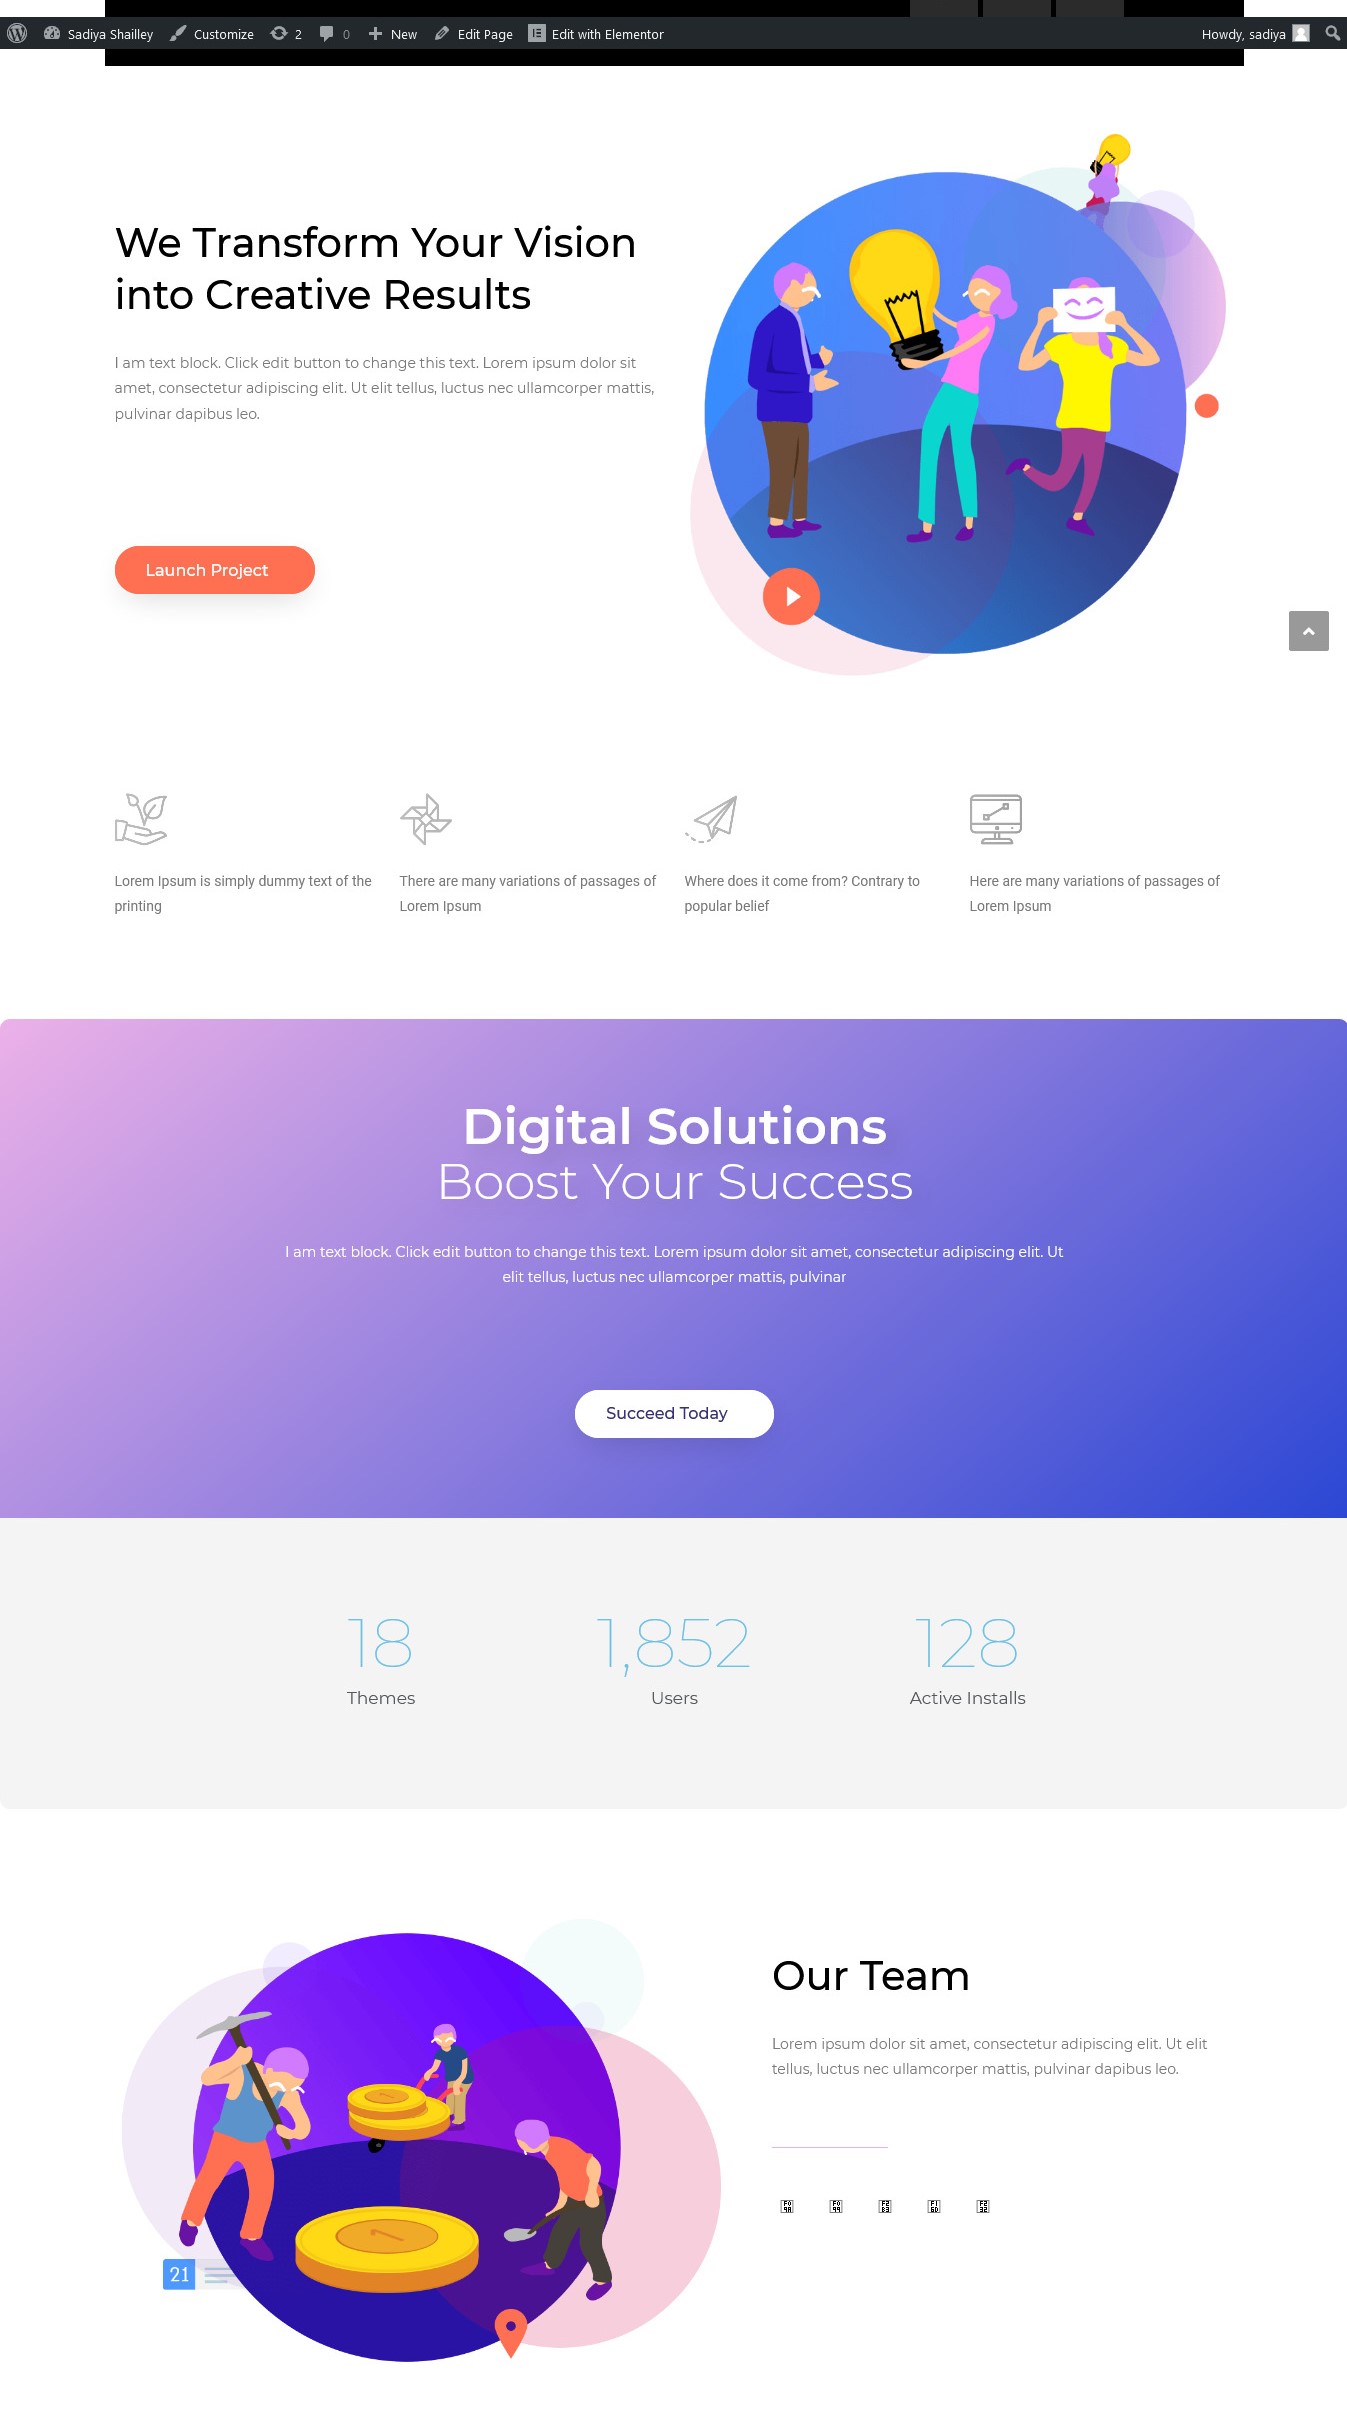 Sadiya Shailley Customize 2 0 New Edit Page Edit with Elementor Howdy, sadiya
We Transform Your Vision
into Creative Results
I am text block. Click edit button to change this text. Lorem ipsum dolor sit
amet, consectetur adipiscing elit. Ut elit tellus, luctus nec ullamcorper mattis,
pulvinar dapibus leo.
Launch Project
Lorem Ipsum is simply dummy text of the
printing
There are many variations of passages of
Lorem Ipsum
Where does it come from? Contrary to
popular belief
Here are many variations of passages of
Lorem Ipsum
Digital Solutions
Boost Your Success
I am text block. Click edit button to change this text. Lorem ipsum dolor sit amet, consectetur adipiscing elit. Ut
elit tellus, luctus nec ullamcorper mattis, pulvinar
Succeed Today
18
Themes
1,852
Users
128
Active Installs
Our Team
Lorem ipsum dolor sit amet, consectetur adipiscing elit. Ut elit
tellus, luctus nec ullamcorper mattis, pulvinar dapibus leo.
21